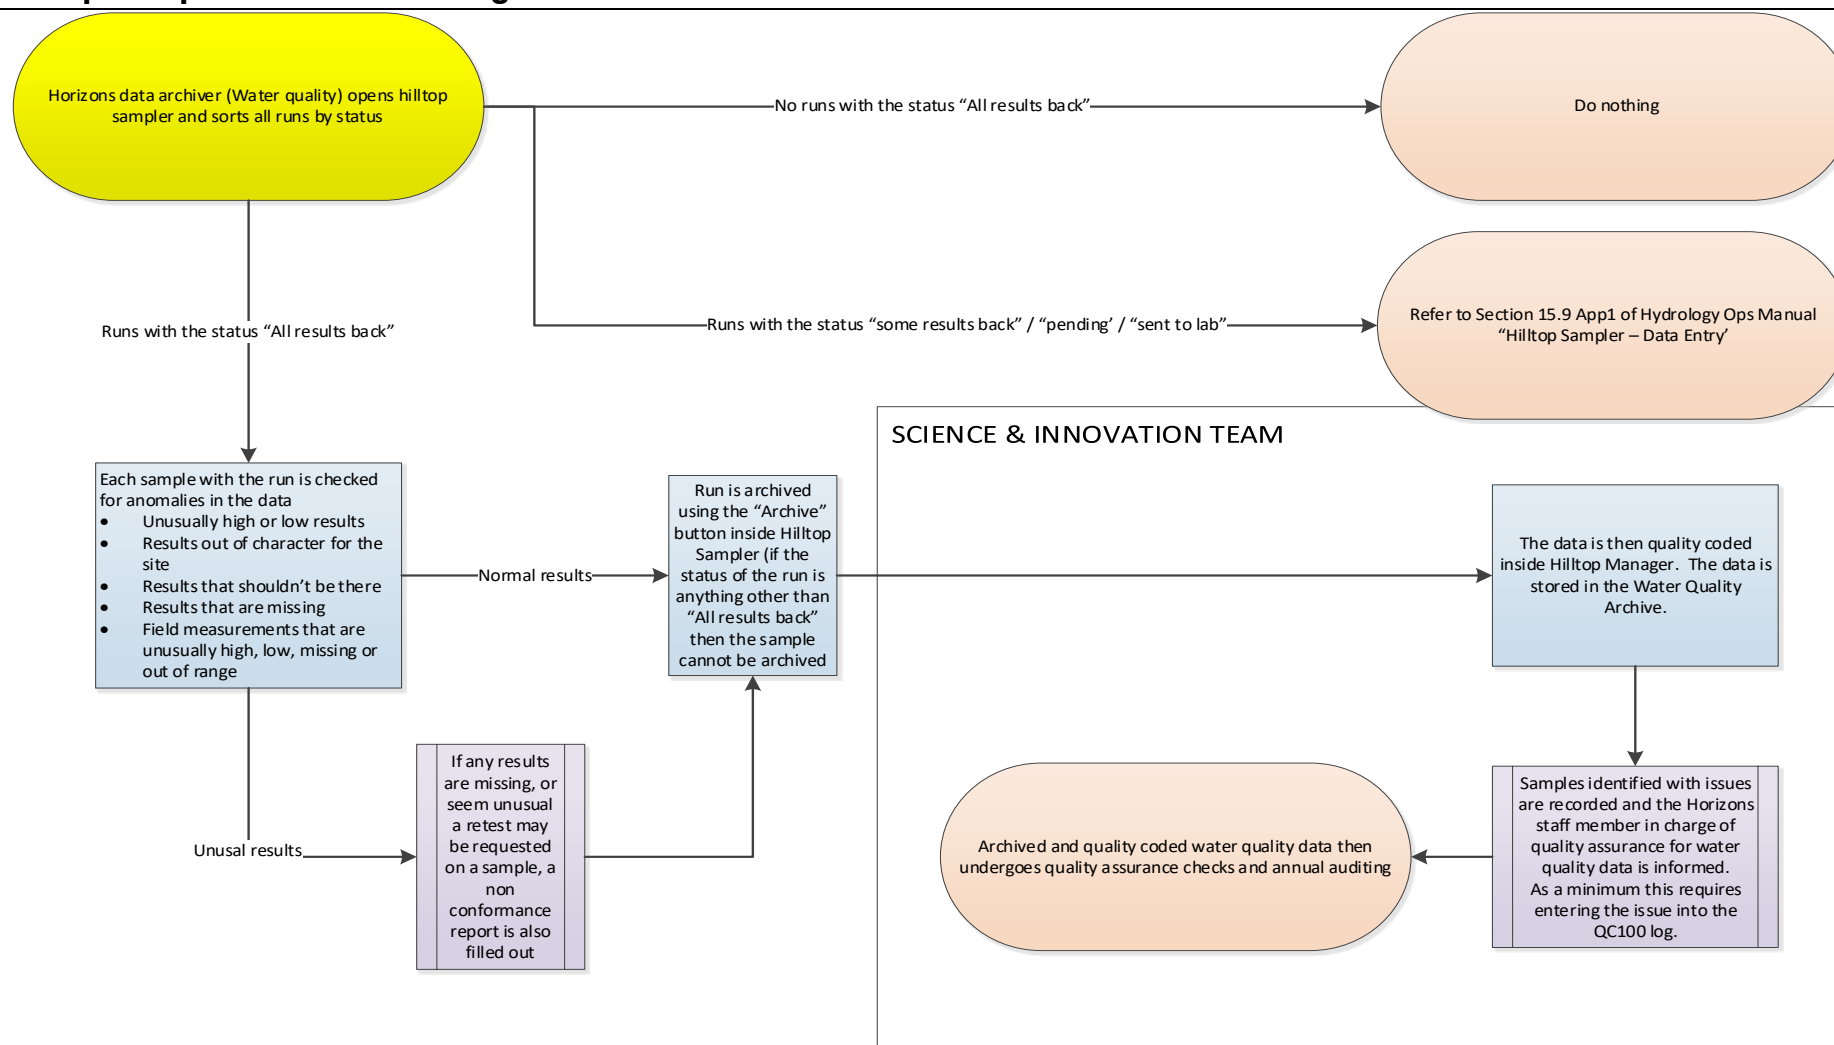 Horizons data archiver (Water quality) opens hilltop
sampler and sorts all runs by status
No runs with the status “All results back”
Do nothing
Runs with the status “some results back” / “pending’ / “sent to lab”
Refer to Section 15.9 App1 of Hydrology Ops Manual
“Hilltop Sampler – Data Entry’
Runs with the status “All results back”
SCIENCE & INNOVATION TEAM
Each sample with the run is checked
for anomalies in the data
• Unusually high or low results
• Results out of character for the
site
• Results that shouldn’t be there
• Results that are missing
• Field measurements that are
unusually high, low, missing or
out of range
Normal results
Run is archived
using the “Archive”
button inside Hilltop
Sampler (if the
status of the run is
anything other than
“All results back”
then the sample
cannot be archived
The data is then quality coded
inside Hilltop Manager. The data is
stored in the Water Quality
Archive.
Unusal results
If any results
are missing, or
seem unusual
a retest may
be requested
on a sample, a
non
conformance
report is also
filled out
Archived and quality coded water quality data then
undergoes quality assurance checks and annual auditing
Samples identified with issues
are recorded and the Horizons
staff member in charge of
quality assurance for water
quality data is informed.
As a minimum this requires
entering the issue into the
QC100 log.